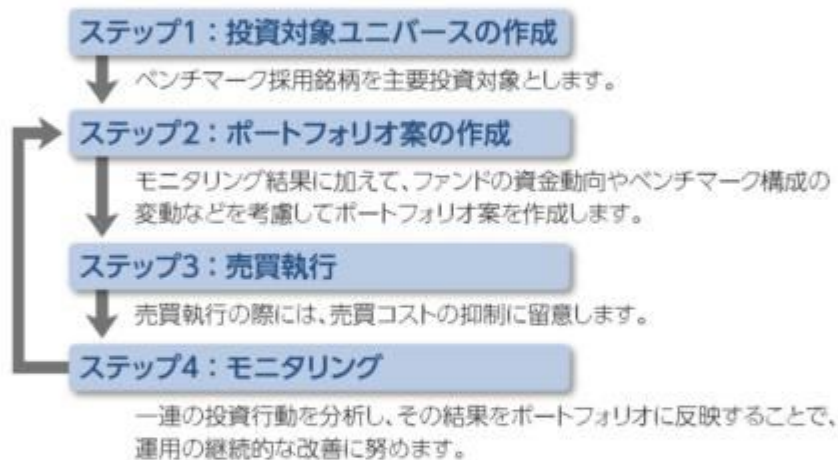 ステップ1：投資対象ユニバースの作成
ベンチマーク採用銘柄を主要投資対象とします。
ステップ2：ポートフォリオ案の作成
モニタリング結果に加えて、ファンドの資金動向やベンチマーク構成の
変動などを考慮してポートフォリオ案を作成します。
ステップ3：売買執行
売買執行の際には、売買コストの抑制に留意します。
ステップ4：モニタリング
一連の投資行動を分析し、その結果をポートフォリオに反映することで、
運用の継続的な改善に努めます。